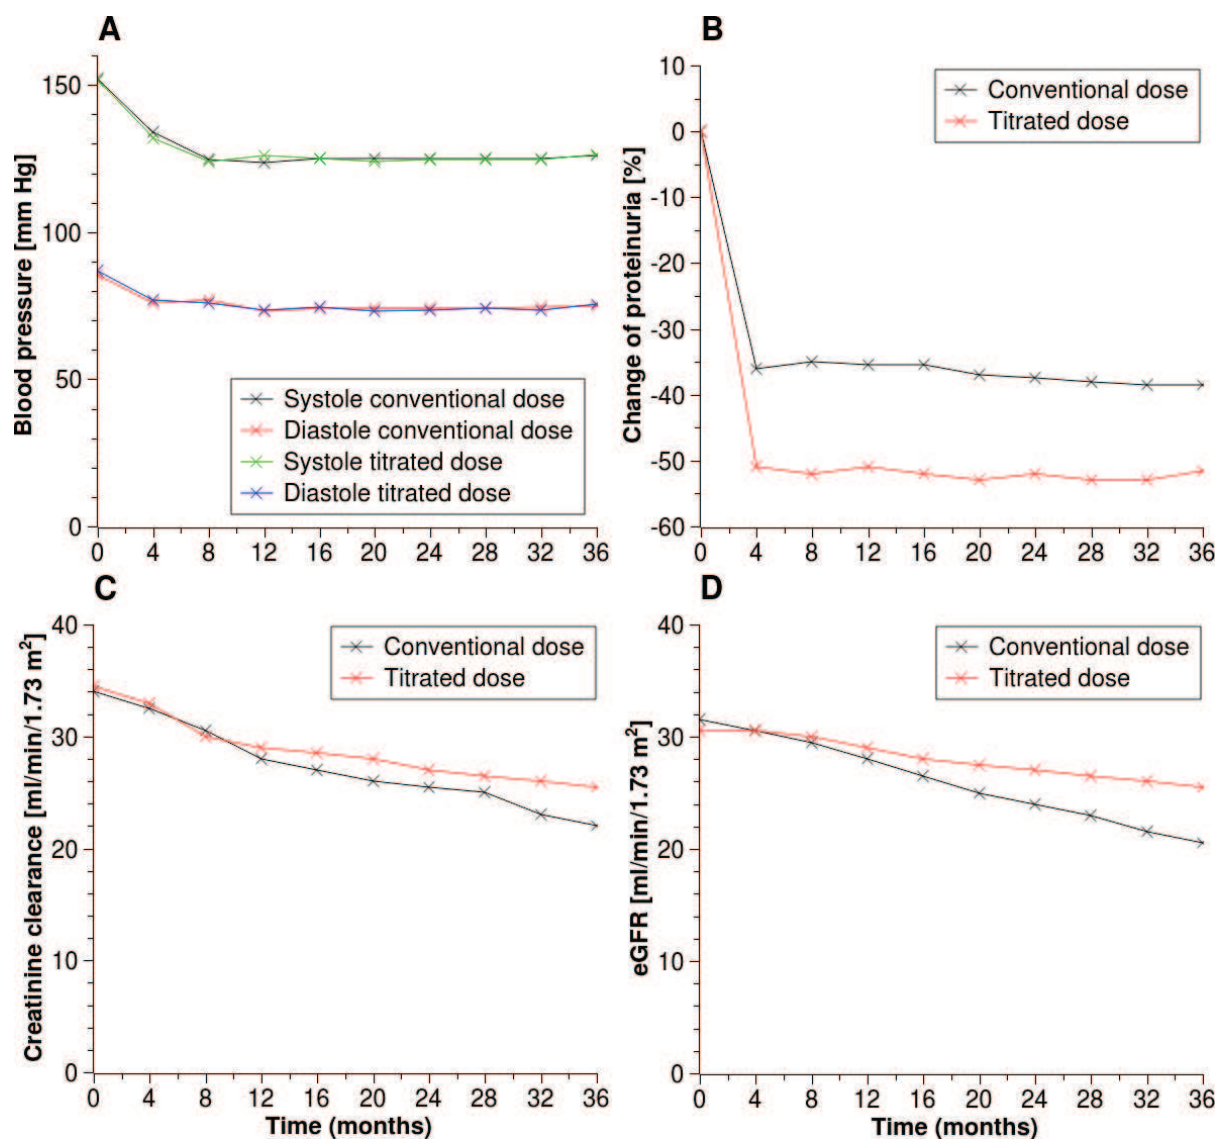 A
Blood pressure [mm Hg]
150
100
50
0
Systole conventional dose
Diastole conventional dose
Systole titrated dose
Diastole titrated dose
0 4 8 12 16 20 24 28 32 36
B
Change of proteinuria [%]
10
0
-10
-20
-30
-40
-50
-60
Conventional dose
Titrated dose
0 4 8 12 16 20 24 28 32 36
C
Creatinine clearance [ml/min/1.73 m²]
40
30
20
10
0
Conventional dose
Titrated dose
0 4 8 12 16 20 24 28 32 36
Time (months)
D
eGFR [ml/min/1.73 m²]
40
30
20
10
0
Conventional dose
Titrated dose
0 4 8 12 16 20 24 28 32 36
Time (months)